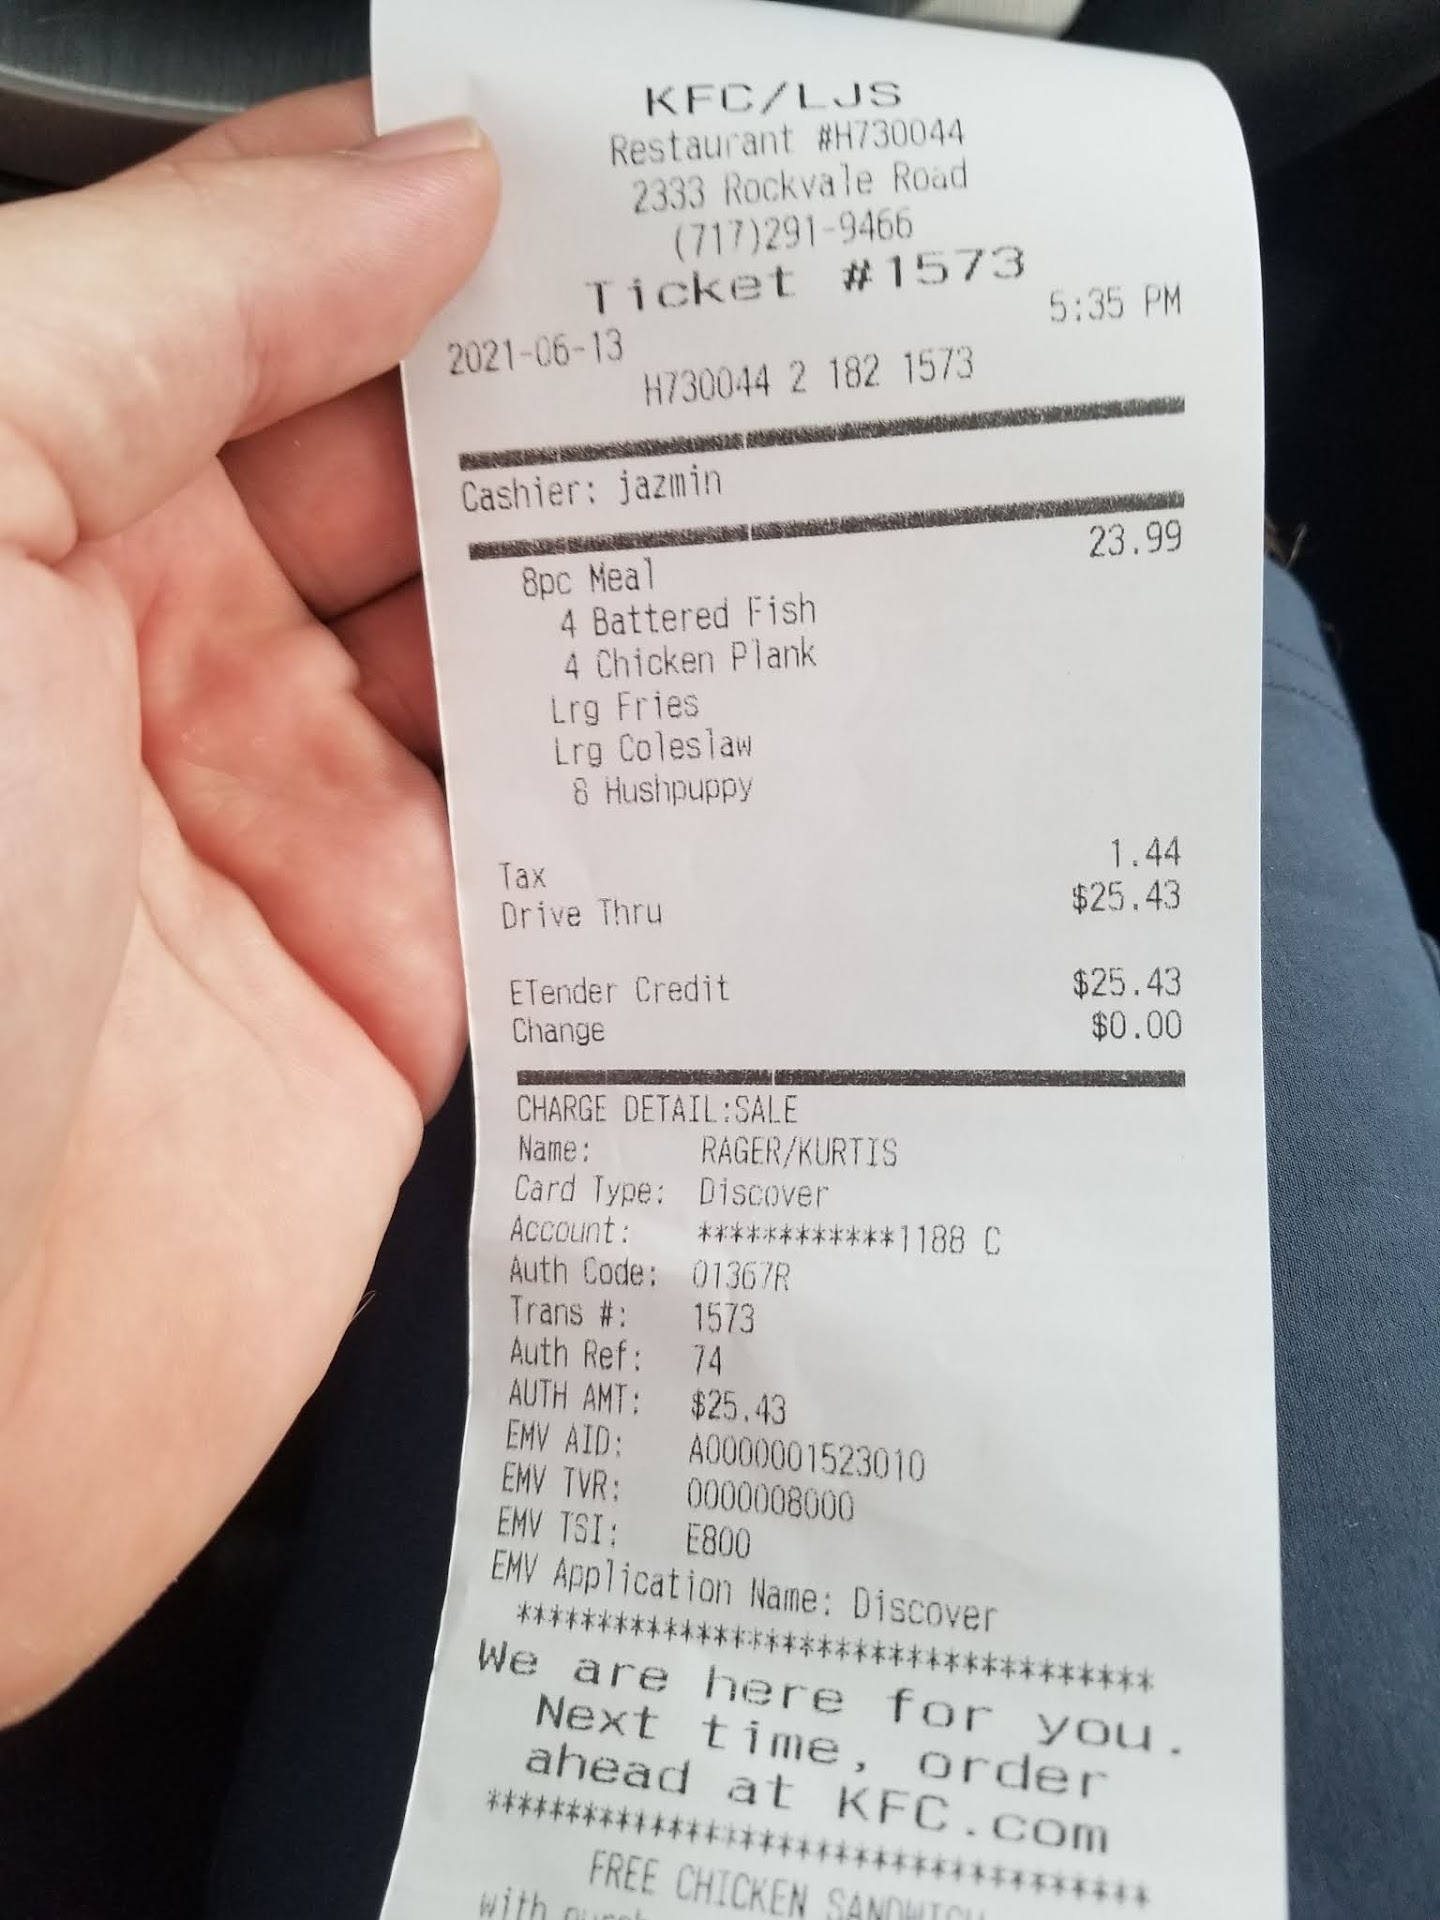 KFC/LJS
Restaurant #H730044
2333 Rockvale Road
(717)291-9466
Ticket #1573
2021-06-13 5:35 PM
H730044 2 182 1573
Cashier: jazmin
8pc Meal 23.99
4 Battered Fish
4 Chicken Plank
Lrg Fries
Lrg Coleslaw
8 Hushpuppy
Tax 1.44
Drive Thru $25.43
ETender Credit $25.43
Change $0.00
CHARGE DETAIL:SALE
Name: RAGER/KURTIS
Card Type: Discover
Account: ************1188 C
Auth Code: 01367R
Trans #: 1573
Auth Ref: 74
AUTH AMT: $25.43
EMV AID: A0000001523010
EMV TVR: 0000008000
EMV TSI: E800
EMV Application Name: Discover
***********************************
We are here for you.
Next time, order
ahead at KFC.com
***********************************
FREE CHICKEN SANDWICH
with